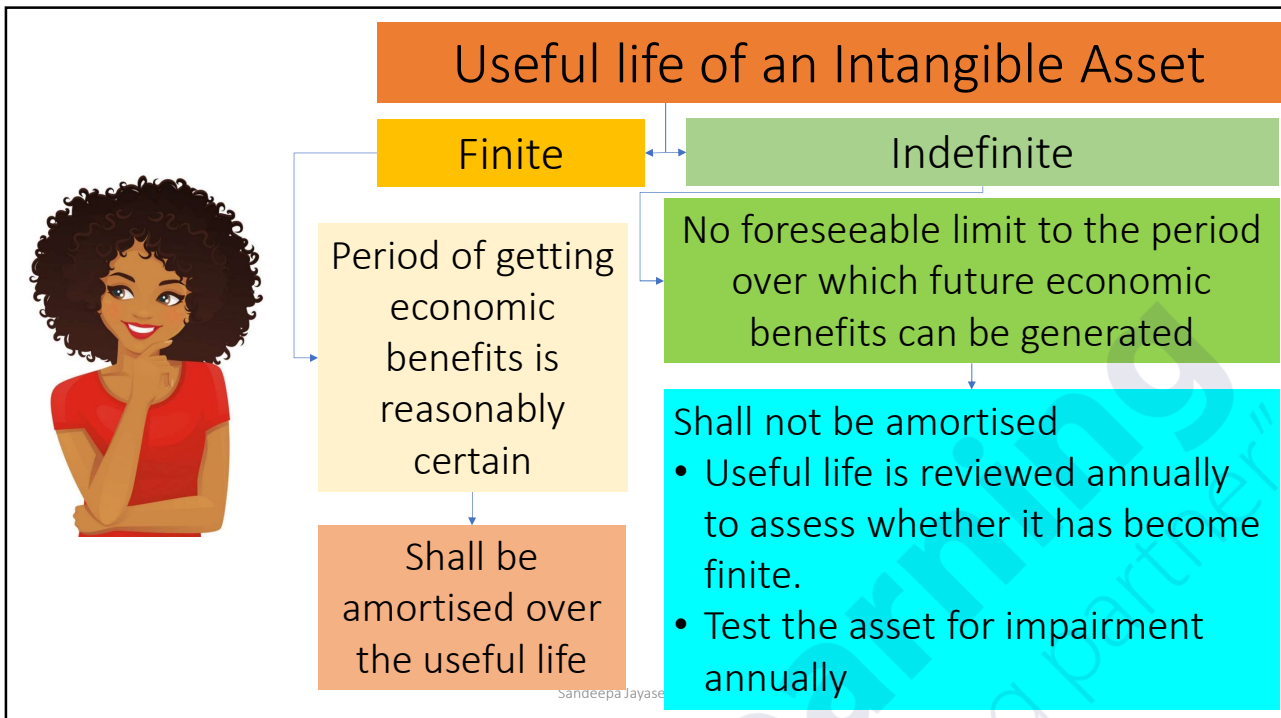 Useful life of an Intangible Asset
Finite
Indefinite
Period of getting
economic
benefits is
reasonably
certain
No foreseeable limit to the period
over which future economic
benefits can be generated
Shall be
amortised over
the useful life
Shall not be amortised
• Useful life is reviewed annually
to assess whether it has become
finite.
• Test the asset for impairment
annually
Sandeepa
partner"